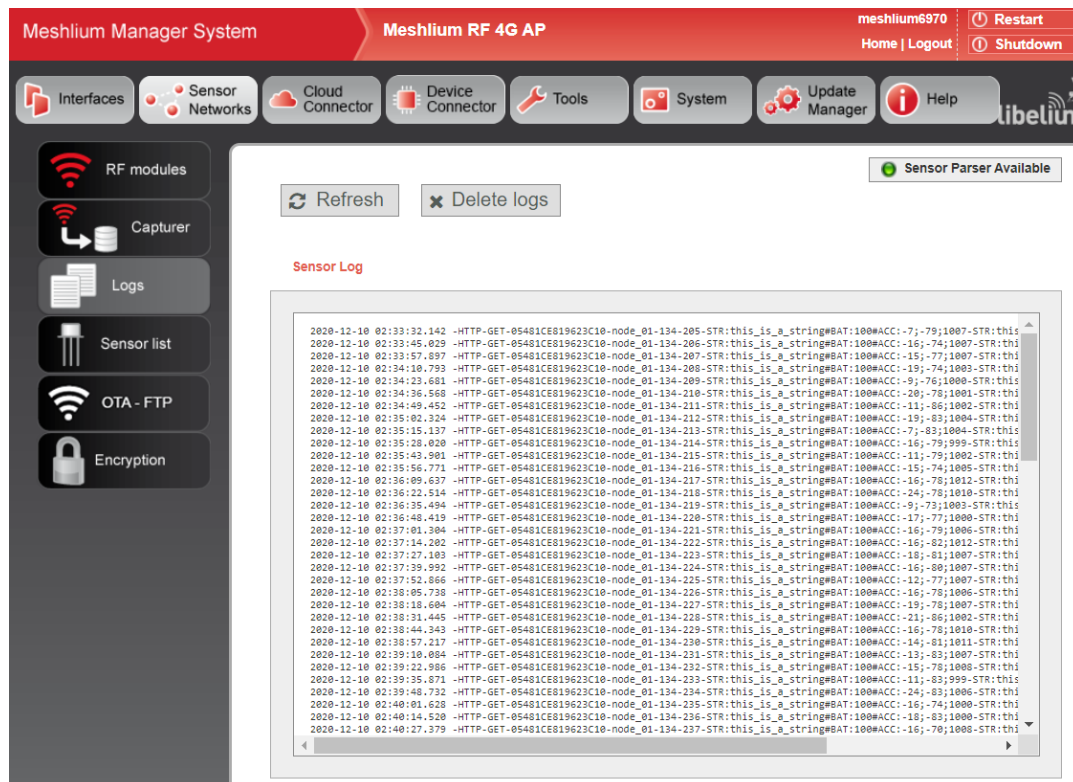 Meshlium Manager System
Meshlium RF 4G AP
meshlium6970
Restart
Home | Logout
Shutdown
Interfaces
Sensor Networks
Cloud Connector
Device Connector
Tools
System
Update Manager
Help
libelium
RF modules
Capturer
Logs
Sensor list
OTA - FTP
Encryption
Sensor Parser Available
Refresh
Delete logs
Sensor Log
2020-12-10 02:33:32.142 -HTTP-GET-05481CE819623C10-node_01-134-205-STR:this_is_a_string#BAT:100#ACC:-7;-79;1007-STR:this
2020-12-10 02:33:45.029 -HTTP-GET-05481CE819623C10-node_01-134-206-STR:this_is_a_string#BAT:100#ACC:-16;-74;1007-STR:thi
2020-12-10 02:33:57.897 -HTTP-GET-05481CE819623C10-node_01-134-207-STR:this_is_a_string#BAT:100#ACC:-15;-77;1007-STR:thi
2020-12-10 02:34:10.793 -HTTP-GET-05481CE819623C10-node_01-134-208-STR:this_is_a_string#BAT:100#ACC:-19;-74;1003-STR:thi
2020-12-10 02:34:23.681 -HTTP-GET-05481CE819623C10-node_01-134-209-STR:this_is_a_string#BAT:100#ACC:-9;-76;1000-STR:this
2020-12-10 02:34:36.568 -HTTP-GET-05481CE819623C10-node_01-134-210-STR:this_is_a_string#BAT:100#ACC:-20;-78;1001-STR:thi
2020-12-10 02:34:49.452 -HTTP-GET-05481CE819623C10-node_01-134-211-STR:this_is_a_string#BAT:100#ACC:-11;-86;1002-STR:thi
2020-12-10 02:35:02.324 -HTTP-GET-05481CE819623C10-node_01-134-212-STR:this_is_a_string#BAT:100#ACC:-19;-83;1004-STR:thi
2020-12-10 02:35:15.137 -HTTP-GET-05481CE819623C10-node_01-134-213-STR:this_is_a_string#BAT:100#ACC:-7;-83;1004-STR:this
2020-12-10 02:35:28.020 -HTTP-GET-05481CE819623C10-node_01-134-214-STR:this_is_a_string#BAT:100#ACC:-16;-79;999-STR:this
2020-12-10 02:35:43.901 -HTTP-GET-05481CE819623C10-node_01-134-215-STR:this_is_a_string#BAT:100#ACC:-11;-79;1002-STR:thi
2020-12-10 02:35:56.771 -HTTP-GET-05481CE819623C10-node_01-134-216-STR:this_is_a_string#BAT:100#ACC:-15;-74;1005-STR:thi
2020-12-10 02:36:09.637 -HTTP-GET-05481CE819623C10-node_01-134-217-STR:this_is_a_string#BAT:100#ACC:-16;-78;1012-STR:thi
2020-12-10 02:36:22.514 -HTTP-GET-05481CE819623C10-node_01-134-218-STR:this_is_a_string#BAT:100#ACC:-24;-78;1010-STR:thi
2020-12-10 02:36:35.494 -HTTP-GET-05481CE819623C10-node_01-134-219-STR:this_is_a_string#BAT:100#ACC:-9;-73;1003-STR:this
2020-12-10 02:36:48.419 -HTTP-GET-05481CE819623C10-node_01-134-220-STR:this_is_a_string#BAT:100#ACC:-17;-77;1000-STR:thi
2020-12-10 02:37:01.304 -HTTP-GET-05481CE819623C10-node_01-134-221-STR:this_is_a_string#BAT:100#ACC:-16;-79;1006-STR:thi
2020-12-10 02:37:14.202 -HTTP-GET-05481CE819623C10-node_01-134-222-STR:this_is_a_string#BAT:100#ACC:-16;-82;1012-STR:thi
2020-12-10 02:37:27.103 -HTTP-GET-05481CE819623C10-node_01-134-223-STR:this_is_a_string#BAT:100#ACC:-18;-81;1007-STR:thi
2020-12-10 02:37:39.992 -HTTP-GET-05481CE819623C10-node_01-134-224-STR:this_is_a_string#BAT:100#ACC:-16;-80;1007-STR:thi
2020-12-10 02:37:52.866 -HTTP-GET-05481CE819623C10-node_01-134-225-STR:this_is_a_string#BAT:100#ACC:-12;-77;1007-STR:thi
2020-12-10 02:38:05.738 -HTTP-GET-05481CE819623C10-node_01-134-226-STR:this_is_a_string#BAT:100#ACC:-16;-78;1006-STR:thi
2020-12-10 02:38:18.604 -HTTP-GET-05481CE819623C10-node_01-134-227-STR:this_is_a_string#BAT:100#ACC:-19;-78;1007-STR:thi
2020-12-10 02:38:31.445 -HTTP-GET-05481CE819623C10-node_01-134-228-STR:this_is_a_string#BAT:100#ACC:-21;-86;1002-STR:thi
2020-12-10 02:38:44.343 -HTTP-GET-05481CE819623C10-node_01-134-229-STR:this_is_a_string#BAT:100#ACC:-16;-78;1010-STR:thi
2020-12-10 02:38:57.217 -HTTP-GET-05481CE819623C10-node_01-134-230-STR:this_is_a_string#BAT:100#ACC:-14;-81;1011-STR:thi
2020-12-10 02:39:10.084 -HTTP-GET-05481CE819623C10-node_01-134-231-STR:this_is_a_string#BAT:100#ACC:-13;-83;1007-STR:thi
2020-12-10 02:39:22.986 -HTTP-GET-05481CE819623C10-node_01-134-232-STR:this_is_a_string#BAT:100#ACC:-15;-78;1008-STR:thi
2020-12-10 02:39:35.871 -HTTP-GET-05481CE819623C10-node_01-134-233-STR:this_is_a_string#BAT:100#ACC:-11;-83;999-STR:this
2020-12-10 02:39:48.732 -HTTP-GET-05481CE819623C10-node_01-134-234-STR:this_is_a_string#BAT:100#ACC:-24;-83;1006-STR:thi
2020-12-10 02:40:01.628 -HTTP-GET-05481CE819623C10-node_01-134-235-STR:this_is_a_string#BAT:100#ACC:-16;-74;1000-STR:thi
2020-12-10 02:40:14.520 -HTTP-GET-05481CE819623C10-node_01-134-236-STR:this_is_a_string#BAT:100#ACC:-18;-83;1000-STR:thi
2020-12-10 02:40:27.379 -HTTP-GET-05481CE819623C10-node_01-134-237-STR:this_is_a_string#BAT:100#ACC:-16;-70;1008-STR:thi